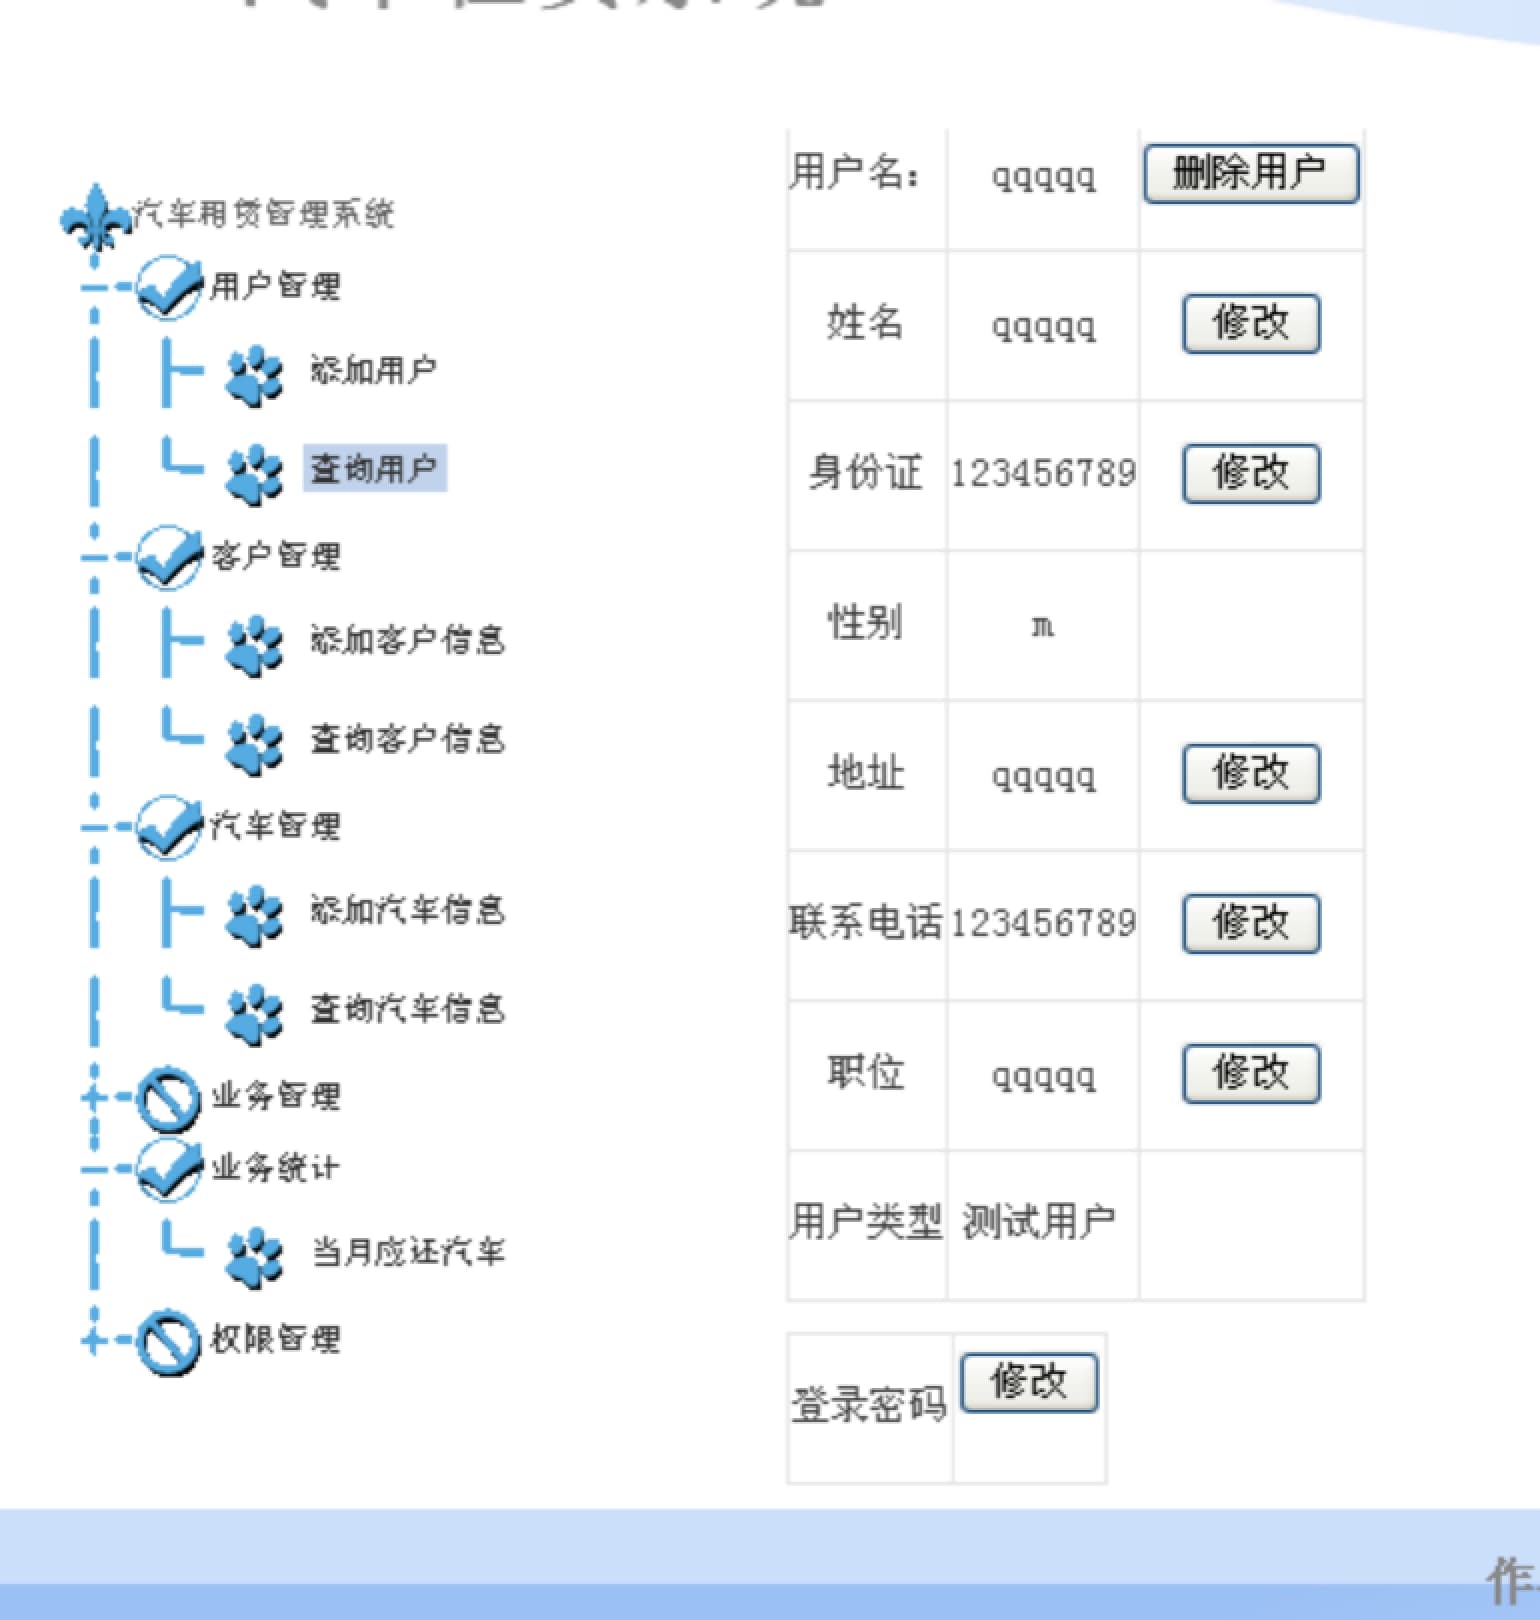 汽车租赁管理系统
用户管理
添加用户
查询用户
客户管理
添加客户信息
查询客户信息
汽车管理
添加汽车信息
查询汽车信息
业务管理
业务统计
当月应还汽车
权限管理
用户名： qqqqq 删除用户
姓名 qqqqq 修改
身份证 123456789 修改
性别 m
地址 qqqqq 修改
联系电话 123456789 修改
职位 qqqqq 修改
用户类型 测试用户
登录密码 修改
作